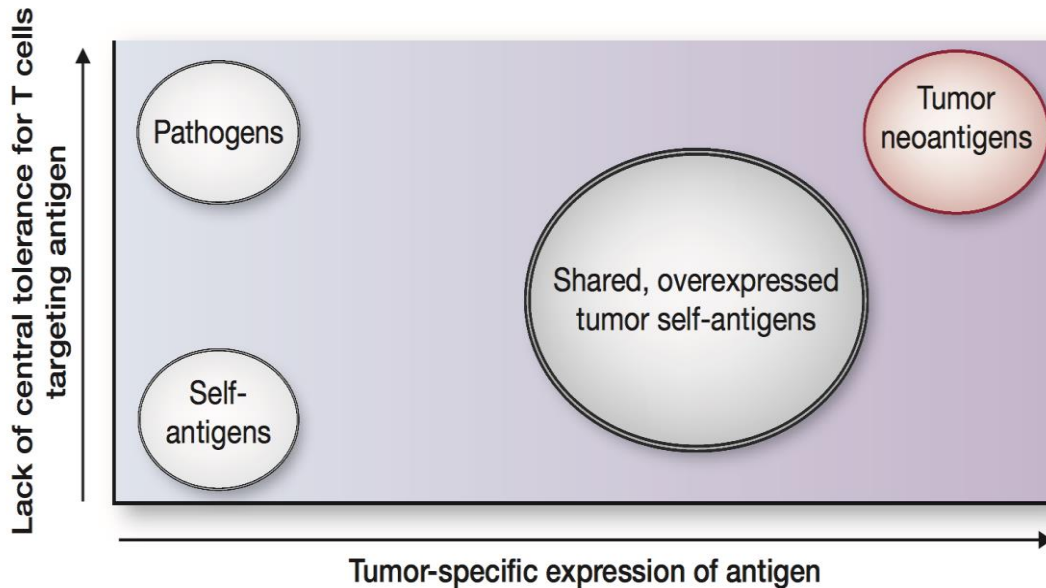 Lack of central tolerance for T cells
targeting antigen
Pathogens
Tumor
neoantigens
Shared, overexpressed
tumor self-antigens
Self-
antigens
Tumor-specific expression of antigen